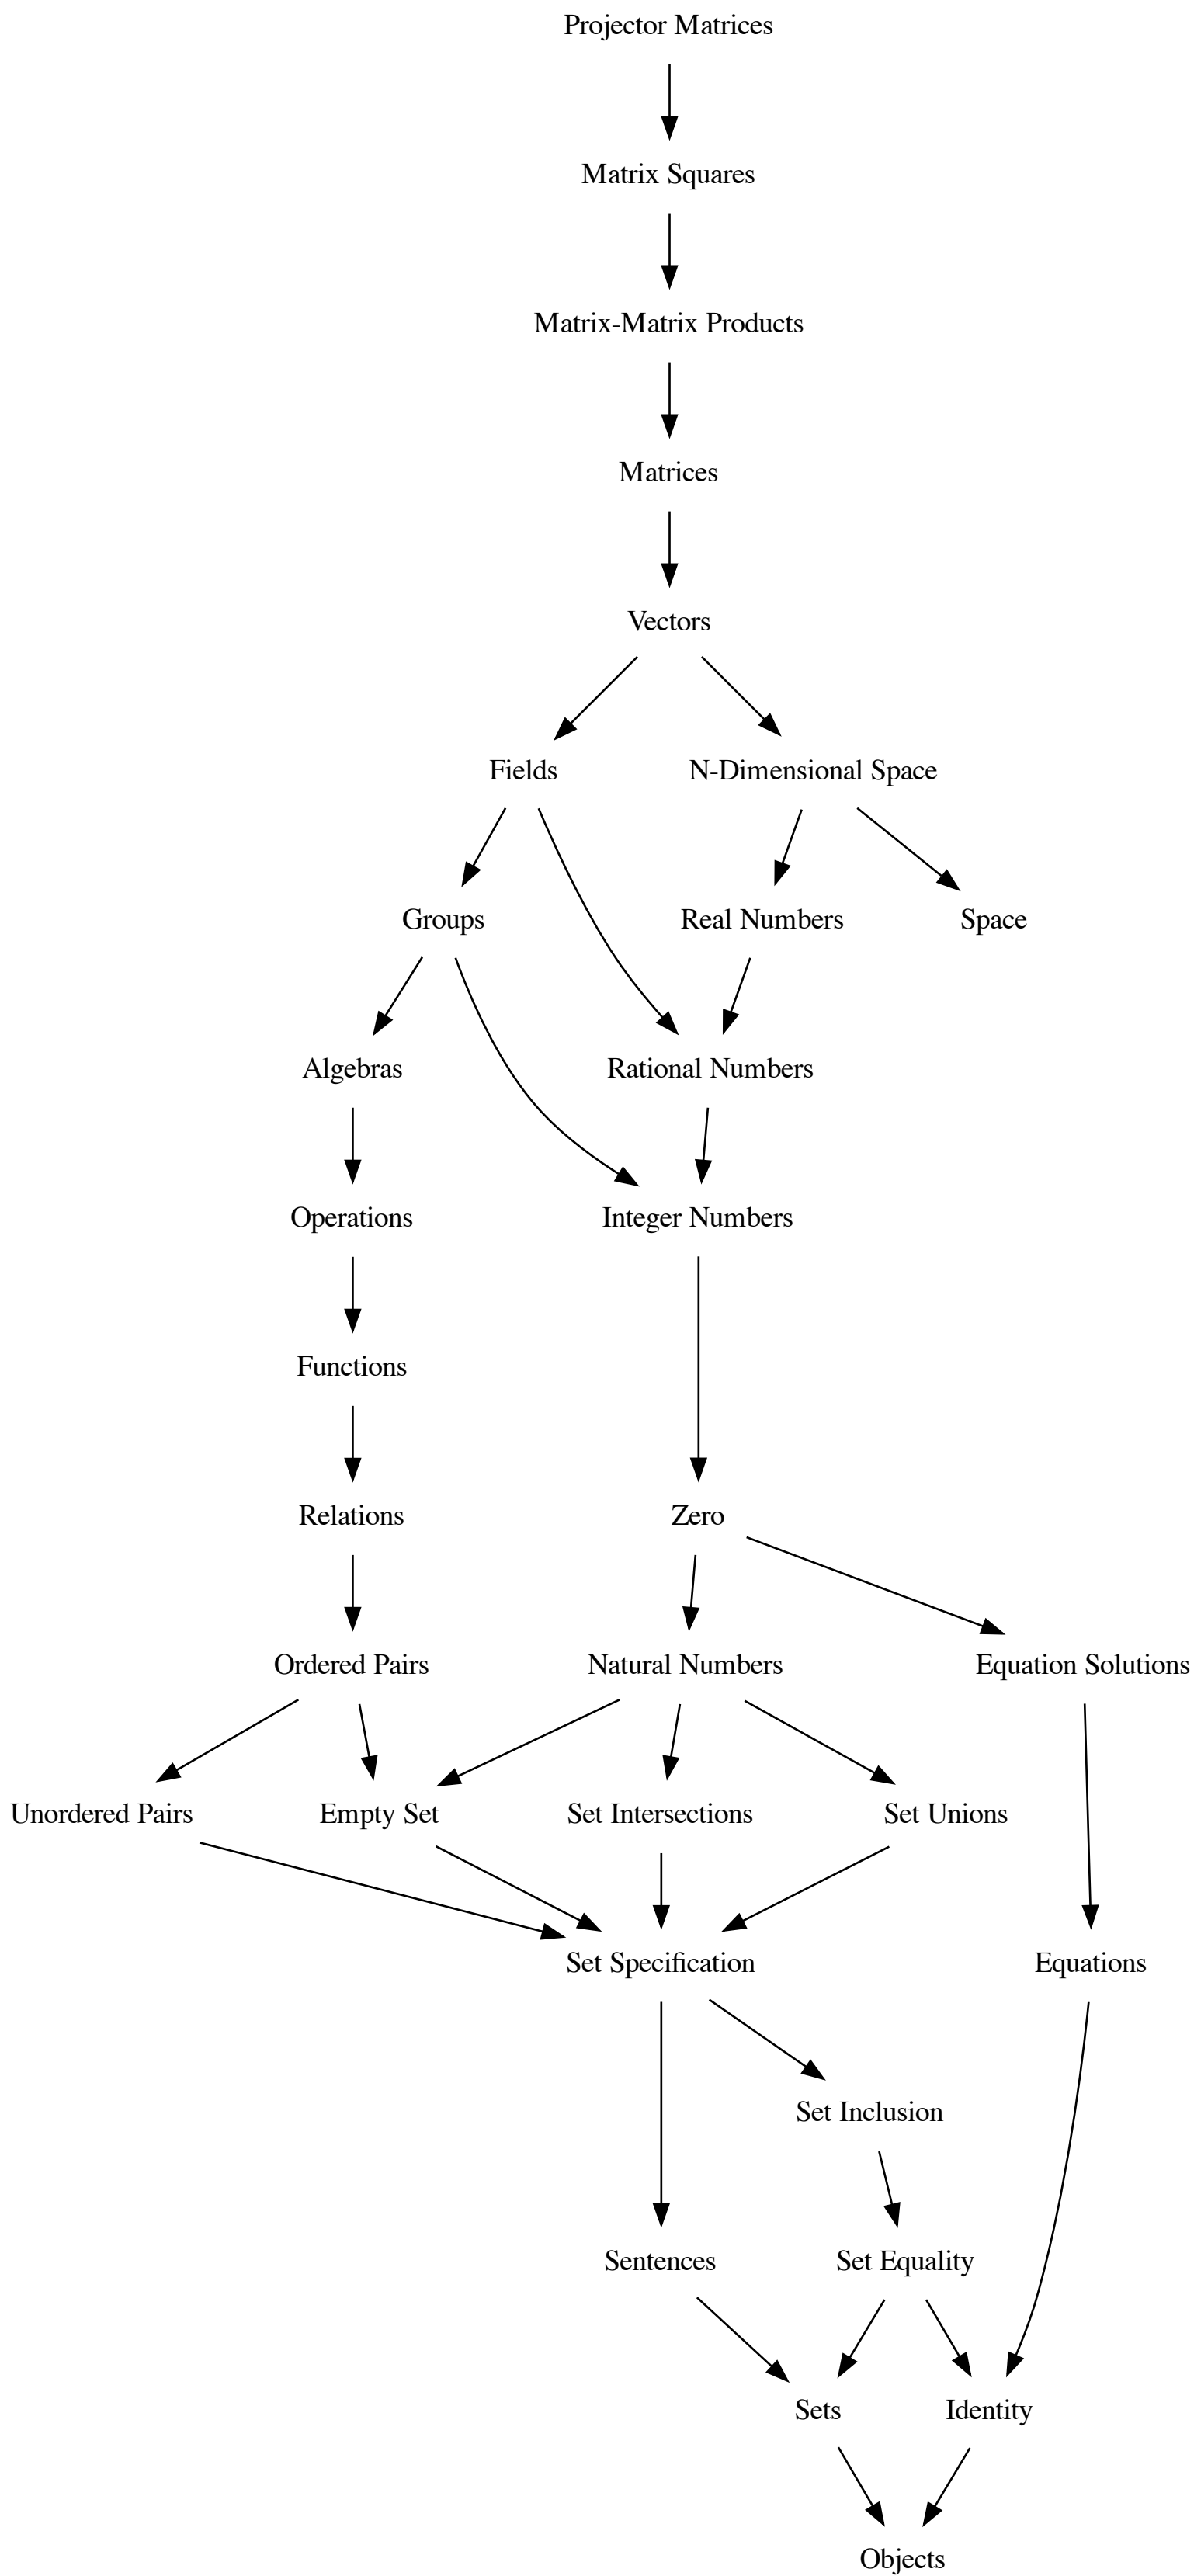 Projector Matrices
Matrix Squares
Matrix-Matrix Products
Matrices
Vectors
Fields
N-Dimensional Space
Groups
Real Numbers
Space
Algebras
Rational Numbers
Operations
Integer Numbers
Functions
Relations
Zero
Ordered Pairs
Natural Numbers
Equation Solutions
Unordered Pairs
Empty Set
Set Intersections
Set Unions
Set Specification
Equations
Set Inclusion
Sentences
Set Equality
Sets
Identity
Objects